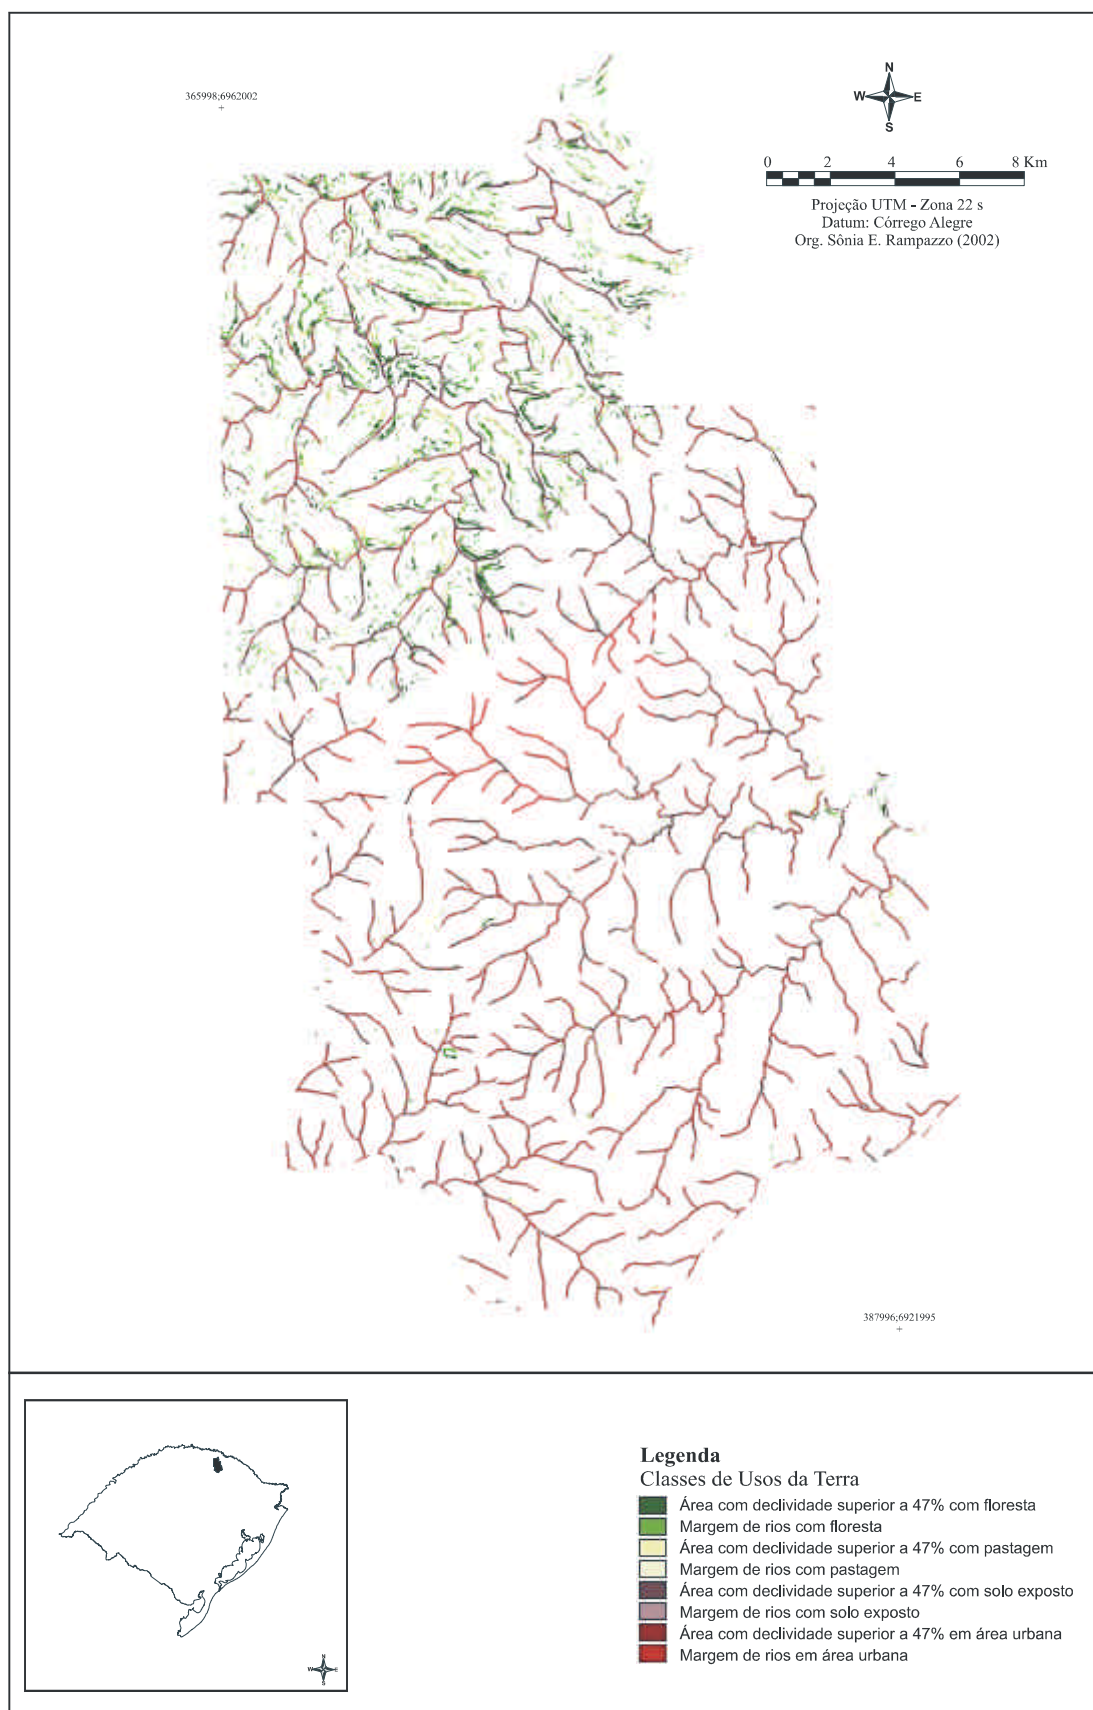 365998;6962002
+
N
W E
S
0 2 4 6 8 Km
Projeção UTM - Zona 22 s
Datum: Córrego Alegre
Org. Sônia E. Rampazzo (2002)
387996;6921995
+
N
W E
S
Legenda
Classes de Usos da Terra
Área com declividade superior a 47% com floresta
Margem de rios com floresta
Área com declividade superior a 47% com pastagem
Margem de rios com pastagem
Área com declividade superior a 47% com solo exposto
Margem de rios com solo exposto
Área com declividade superior a 47% em área urbana
Margem de rios em área urbana